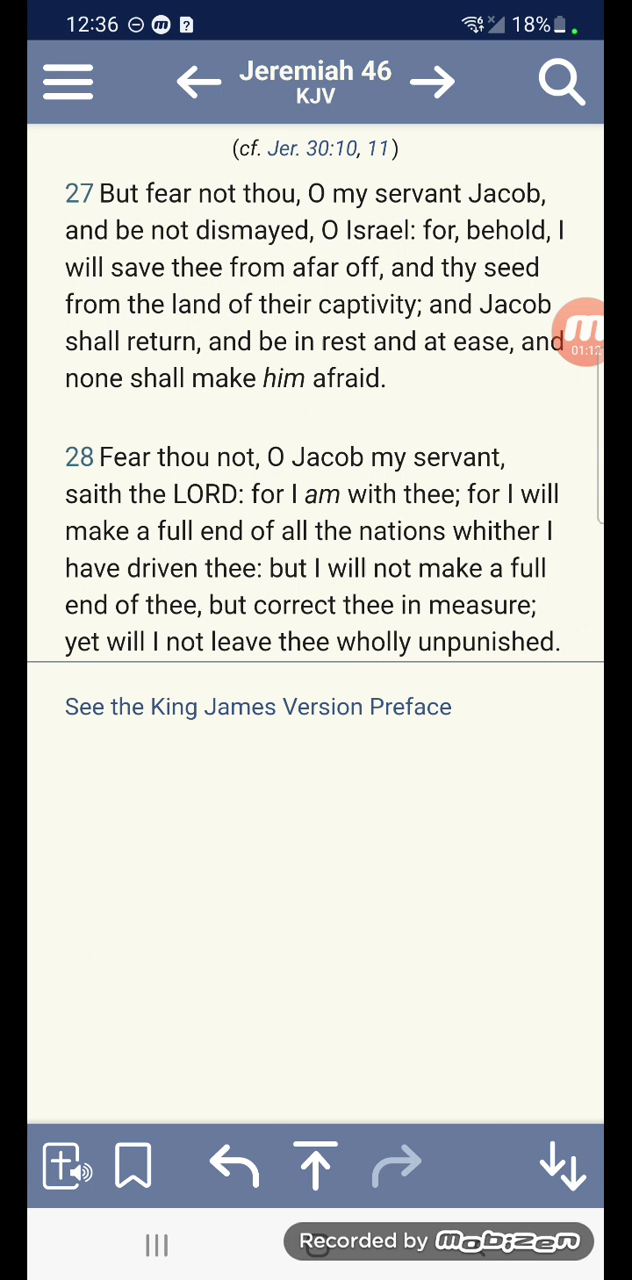 12:36 18%
Jeremiah 46
KJV
(cf. Jer. 30:10, 11)
27 But fear not thou, O my servant Jacob,
and be not dismayed, O Israel: for, behold, I
will save thee from afar off, and thy seed
from the land of their captivity; and Jacob
shall return, and be in rest and at ease, and
none shall make him afraid.
01:12
28 Fear thou not, O Jacob my servant,
saith the LORD: for I am with thee; for I will
make a full end of all the nations whither I
have driven thee: but I will not make a full
end of thee, but correct thee in measure;
yet will I not leave thee wholly unpunished.
See the King James Version Preface
Recorded by mobizen